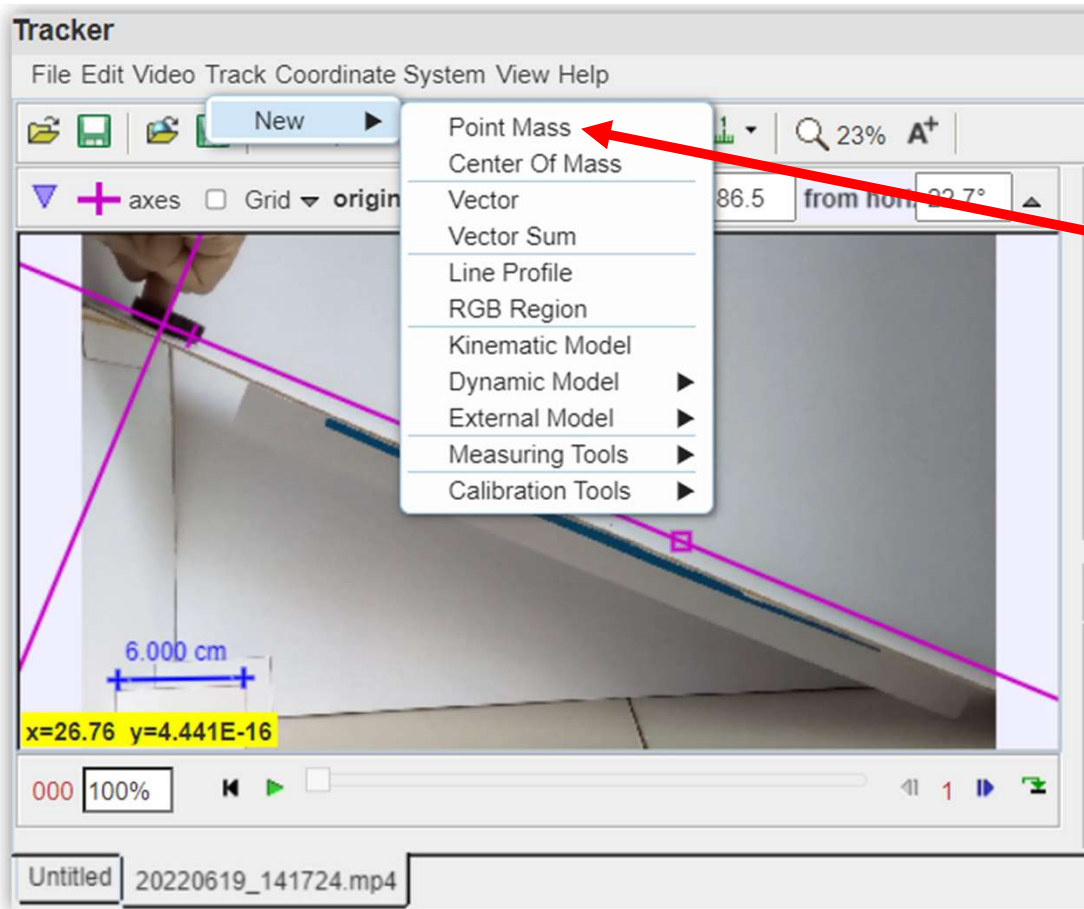 Tracker
File Edit Video Track Coordinate System View Help
New
23% A+
axes Grid origin 86.5 from hori
Point Mass
Center Of Mass
Vector
Vector Sum
Line Profile
RGB Region
Kinematic Model
Dynamic Model
External Model
Measuring Tools
Calibration Tools
6.000 cm
x=26.76 y=4.441E-16
000 100% 1
Untitled 20220619_141724.mp4